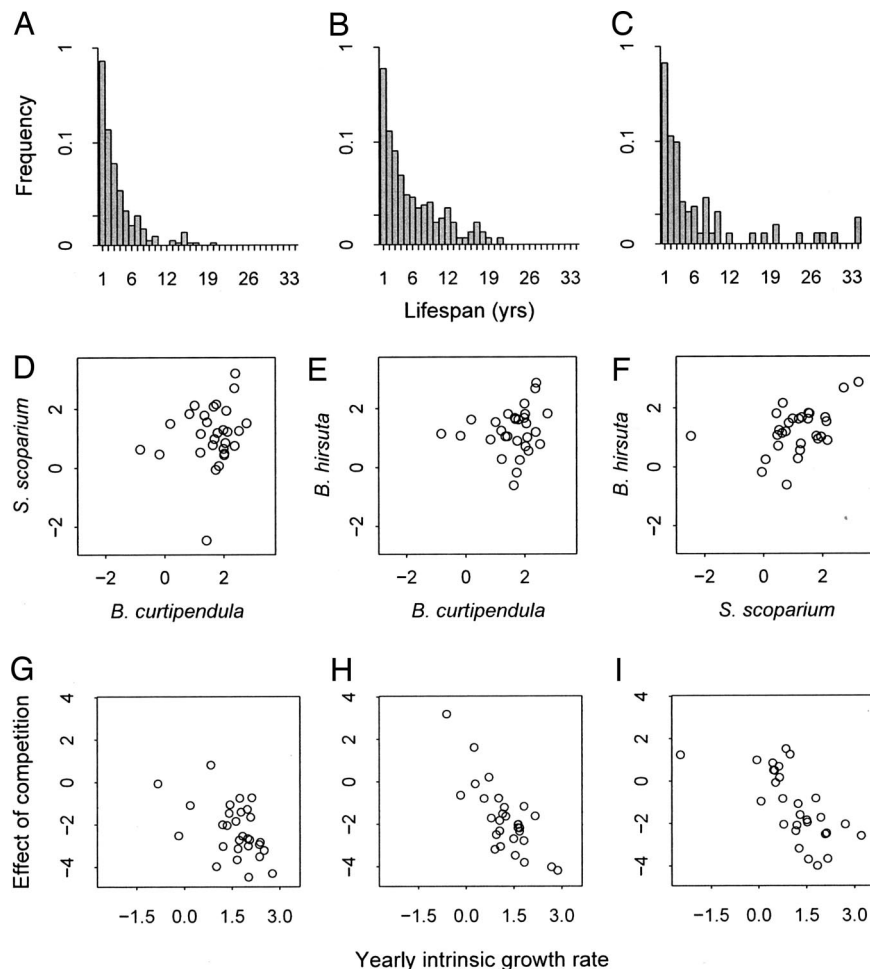 A
B
C
Frequency
1
0.1
0
1
0.1
0
1
0.1
0
1 6 12 19 26 33
1 6 12 19 26 33
1 6 12 19 26 33
Lifespan (yrs)
D
E
F
S. scoparium
2
0
−2
B. hirsuta
2
0
−2
B. hirsuta
2
0
−2
−2 0 2
−2 0 2
−2 0 2
B. curtipendula
B. curtipendula
S. scoparium
G
H
I
Effect of competition
4
2
0
−2
−4
4
2
0
−2
−4
4
2
0
−2
−4
−1.5 0.0 1.5 3.0
−1.5 0.0 1.5 3.0
−1.5 0.0 1.5 3.0
Yearly intrinsic growth rate